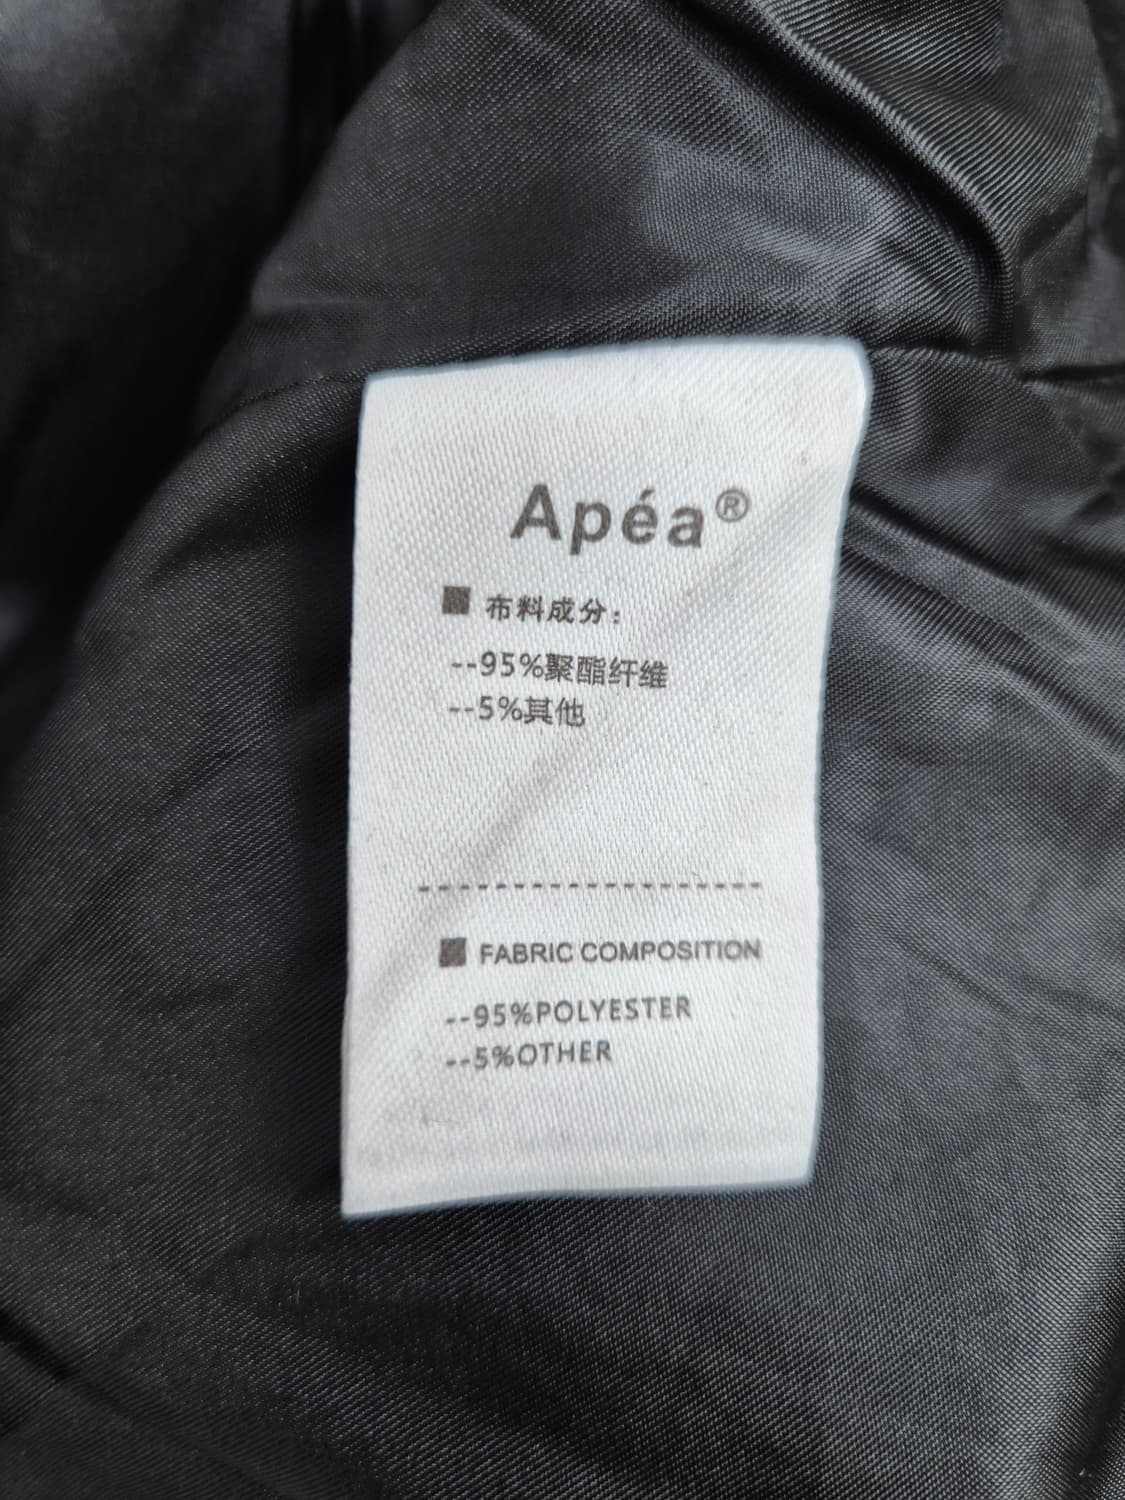 Apéa®
■ 布料成分：
--95%聚酯纤维
--5%其他
■ FABRIC COMPOSITION
--95%POLYESTER
--5%OTHER